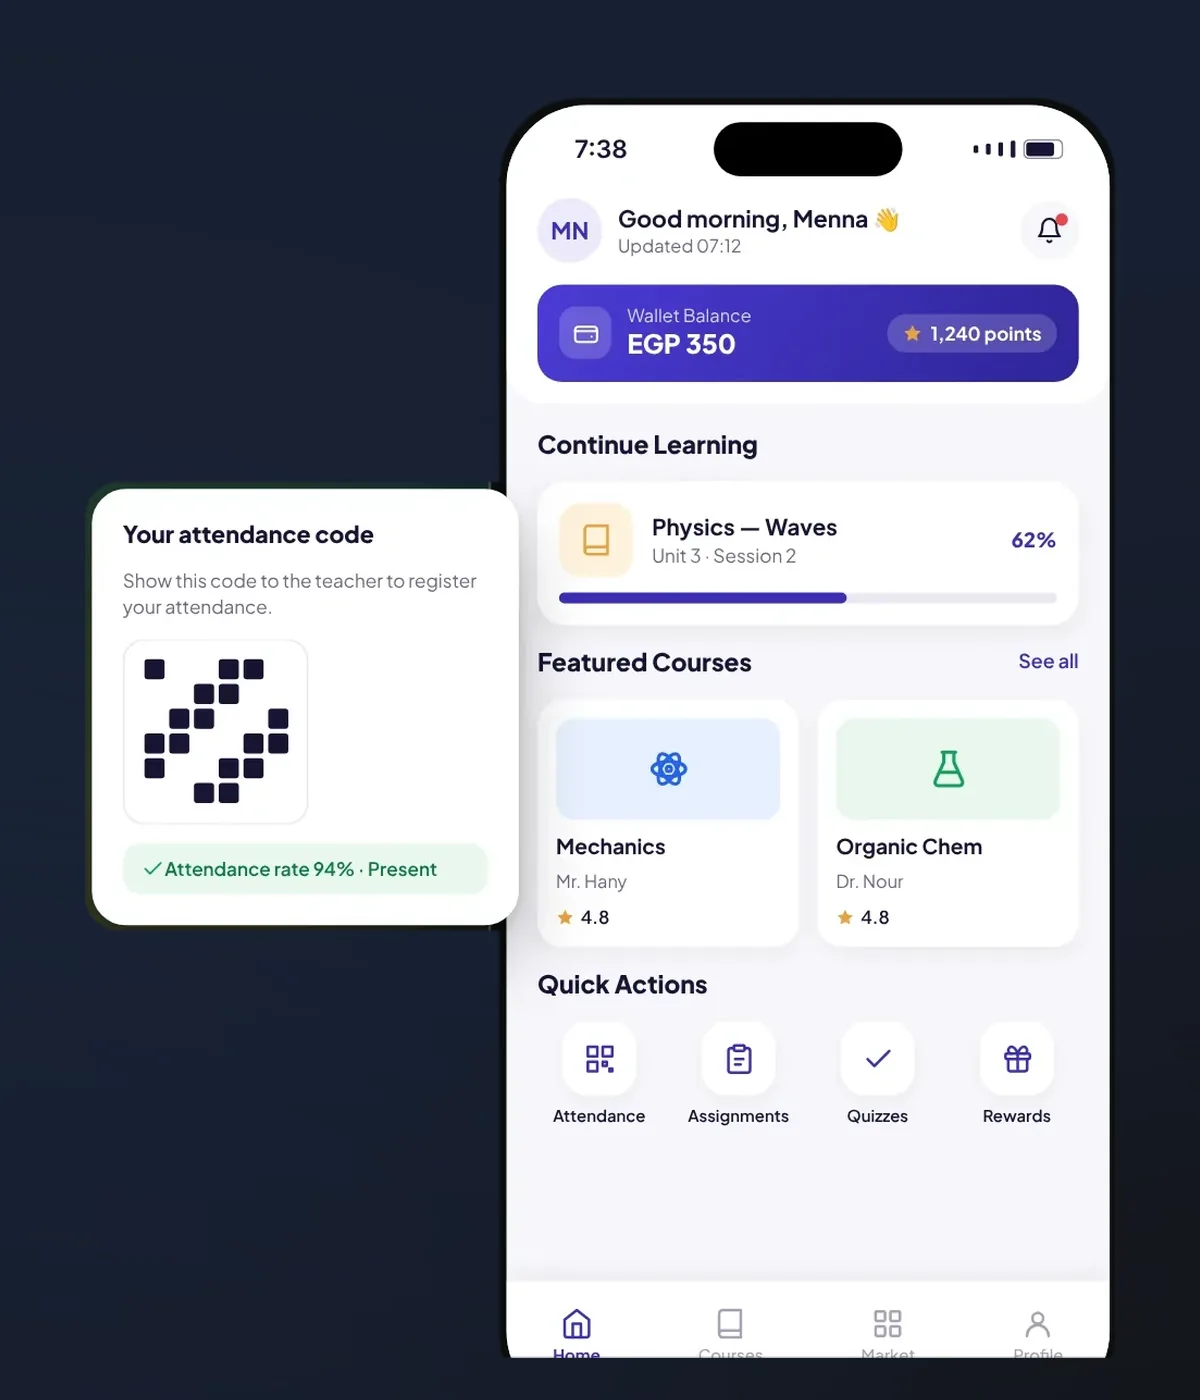 7:38
MN
Good morning, Menna 👋
Updated 07:12
Wallet Balance
EGP 350
1,240 points
Continue Learning
Physics — Waves
Unit 3 · Session 2
62%
Your attendance code
Show this code to the teacher to register
your attendance.
Attendance rate 94% · Present
Featured Courses
See all
Mechanics
Mr. Hany
4.8
Organic Chem
Dr. Nour
4.8
Quick Actions
Attendance
Assignments
Quizzes
Rewards
Home
Courses
Market
Profile